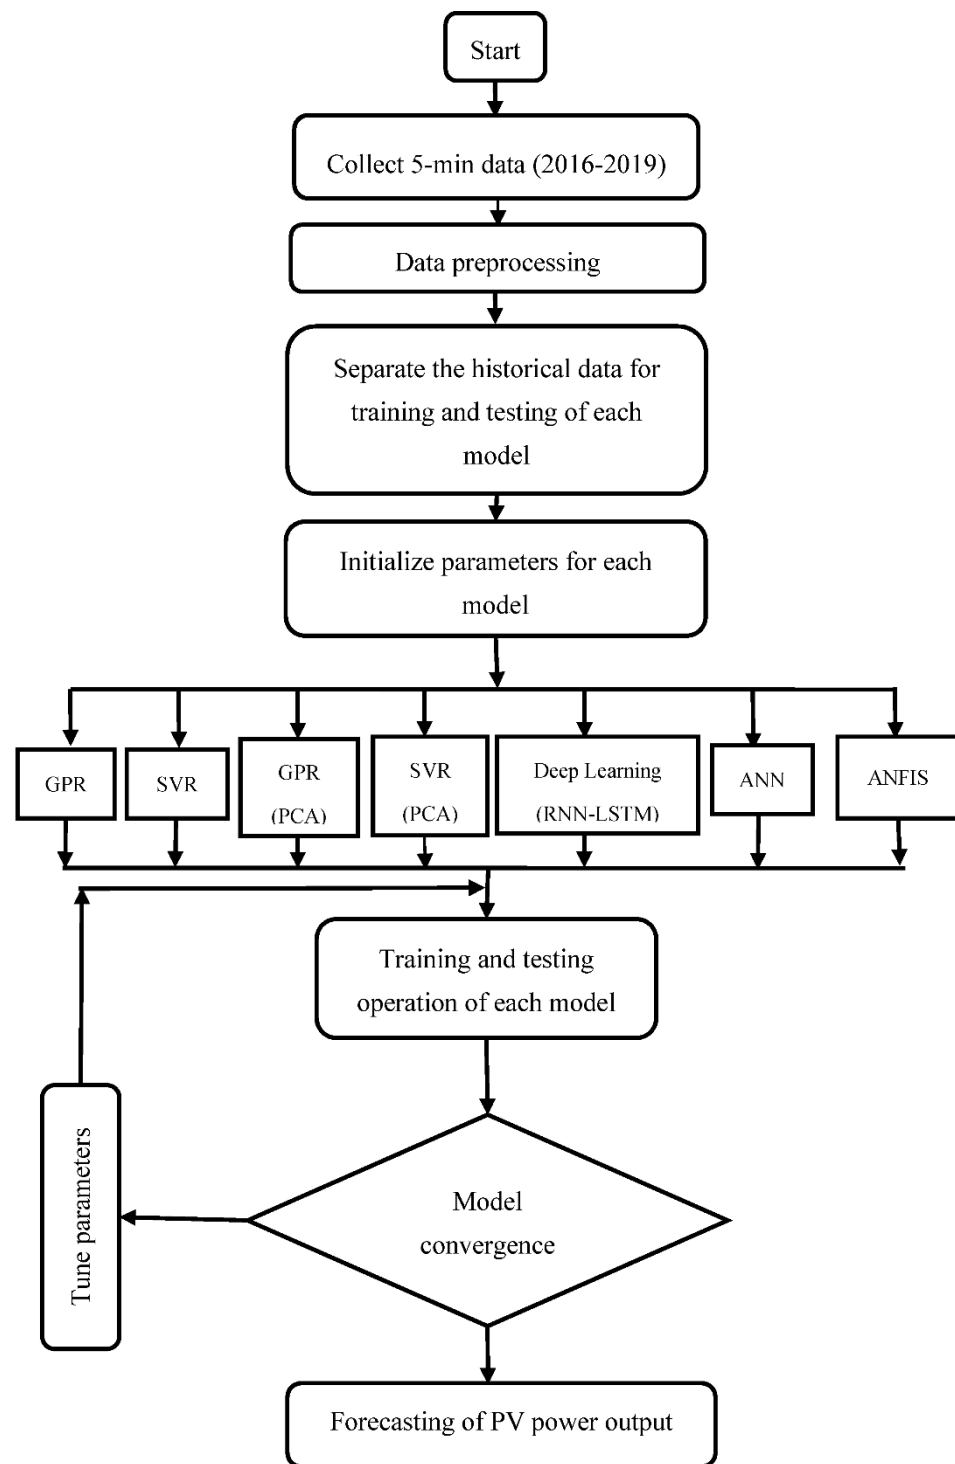 Start
Collect 5-min data (2016-2019)
Data preprocessing
Separate the historical data for
training and testing of each
model
Initialize parameters for each
model
GPR
SVR
GPR
(PCA)
SVR
(PCA)
Deep Learning
(RNN-LSTM)
ANN
ANFIS
Training and testing
operation of each model
Tune parameters
Model
convergence
Forecasting of PV power output